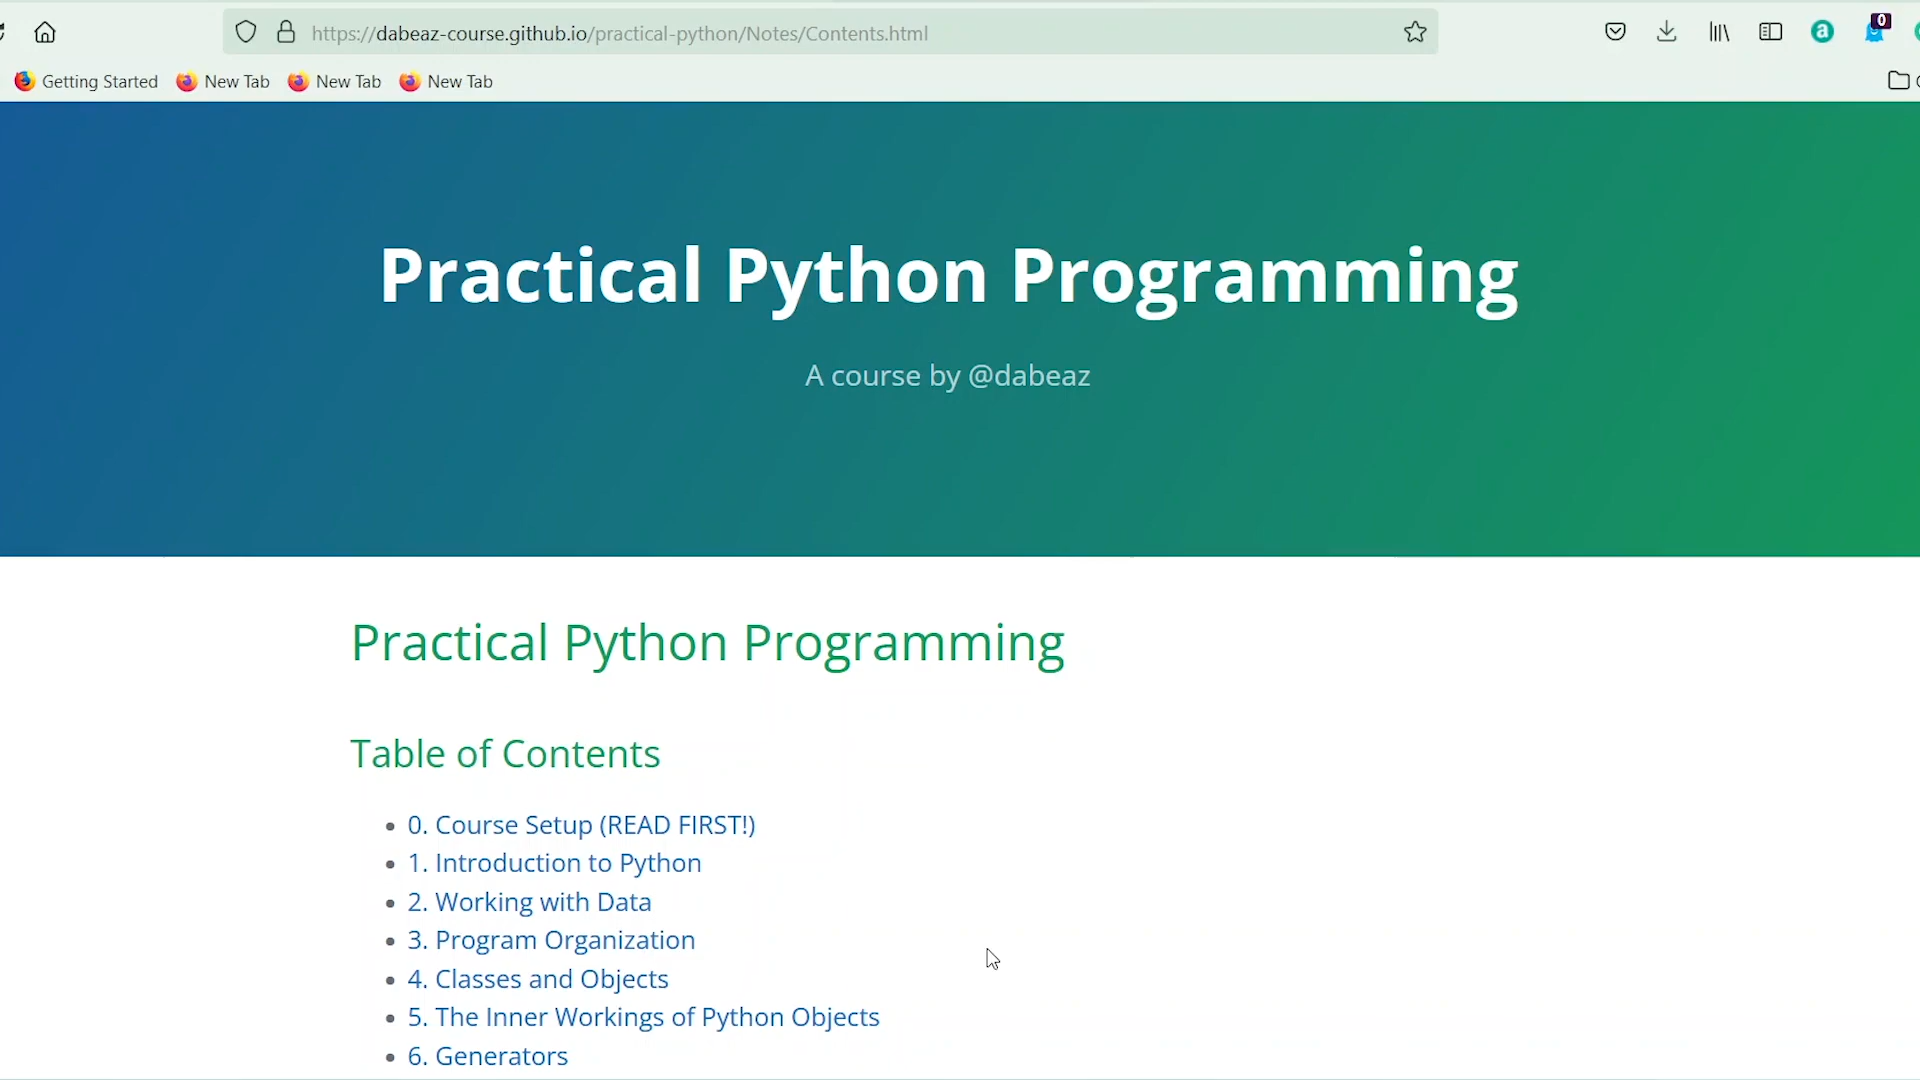 https://dabeaz-course.github.io/practical-python/Notes/Contents.html
0
Getting Started
New Tab
New Tab
New Tab
Practical Python Programming
A course by @dabeaz
Practical Python Programming
Table of Contents
• 0. Course Setup (READ FIRST!)
• 1. Introduction to Python
• 2. Working with Data
• 3. Program Organization
• 4. Classes and Objects
• 5. The Inner Workings of Python Objects
• 6. Generators